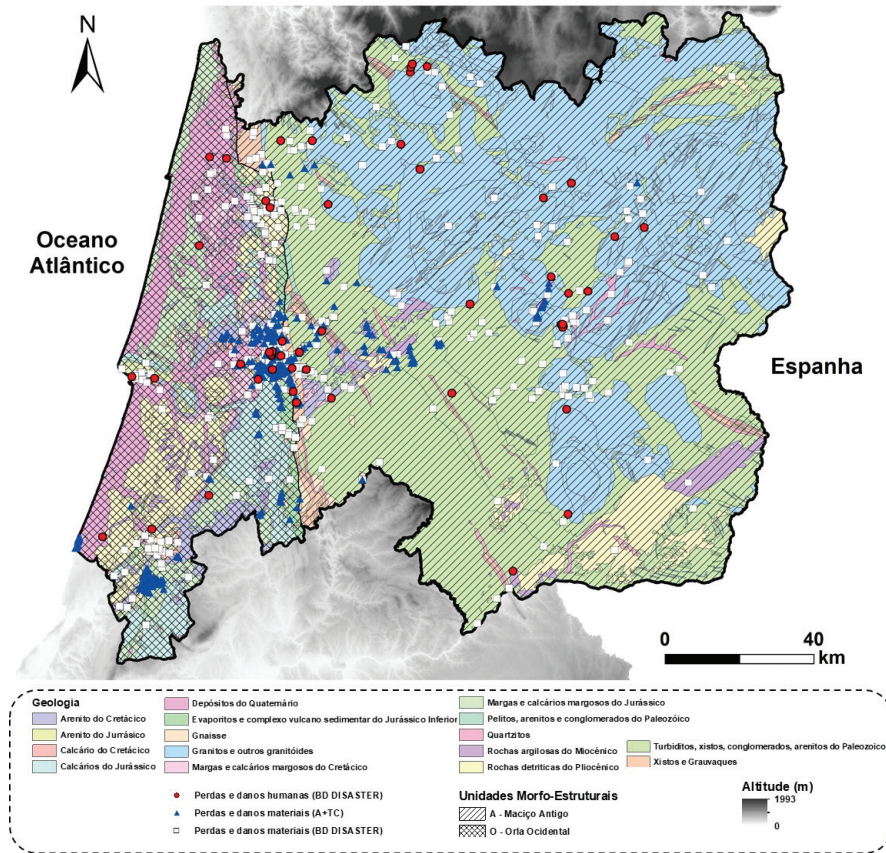 N
Oceano
Atlântico
Espanha
0 40
km
Geologia
Arenito do Cretácico
Arenito do Jurrásico
Calcário do Cretácico
Calcários do Jurássico
Depósitos do Quaternário
Evaporitos e complexo vulcano sedimentar do Jurássico Inferior
Gnaisse
Granitos e outros granitóides
Margas e calcários margosos do Cretácico
Margas e calcários margosos do Jurássico
Pelitos, arenitos e conglomerados do Paleozóico
Quartzitos
Rochas argilosas do Miocénico
Rochas detríticas do Pliocénico
Turbiditos, xistos, conglomerados, arenitos do Paleozoico
Xistos e Grauvaques
Perdas e danos humanas (BD DISASTER)
Perdas e danos materiais (A+TC)
Perdas e danos materiais (BD DISASTER)
Unidades Morfo-Estruturais
A - Maciço Antigo
O - Orla Ocidental
Altitude (m)
1993
0